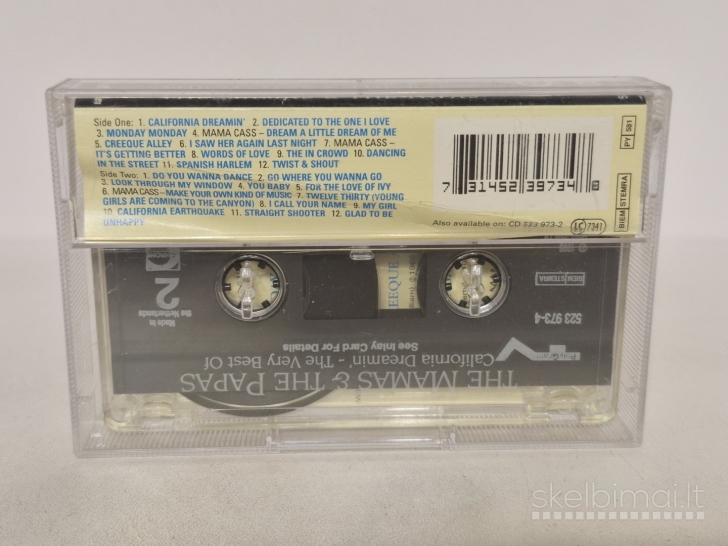 Side One: 1. CALIFORNIA DREAMIN' 2. DEDICATED TO THE ONE I LOVE
3. MONDAY MONDAY 4. MAMA CASS – DREAM A LITTLE DREAM OF ME
5. CREEQUE ALLEY 6. I SAW HER AGAIN LAST NIGHT 7. MAMA CASS –
IT'S GETTING BETTER 8. WORDS OF LOVE 9. THE IN CROWD 10. DANCING
IN THE STREET 11. SPANISH HARLEM 12. TWIST & SHOUT
Side Two: 1. DO YOU WANNA DANCE 2. GO WHERE YOU WANNA GO
3. LOOK THROUGH MY WINDOW 4. YOU BABY 5. FOR THE LOVE OF IVY
6. MAMA CASS – MAKE YOUR OWN KIND OF MUSIC 7. TWELVE THIRTY (YOUNG
GIRLS ARE COMING TO THE CANYON) 8. I CALL YOUR NAME 9. MY GIRL
10. CALIFORNIA EARTHQUAKE 11. STRAIGHT SHOOTER 12. GLAD TO BE
UNHAPPY
7 31452 39734
Also available on: CD 523 973-2
LC 7341
PY 581
BIEM STEMRA
THE MAMAS & THE PAPAS
California Dreamin' - The Very Best Of
See Inlay Card For Details
PolyGram
523 973-4
BIEM/STEMRA
2
Made in
the Netherlands
EEQUE
skelbimai.lt